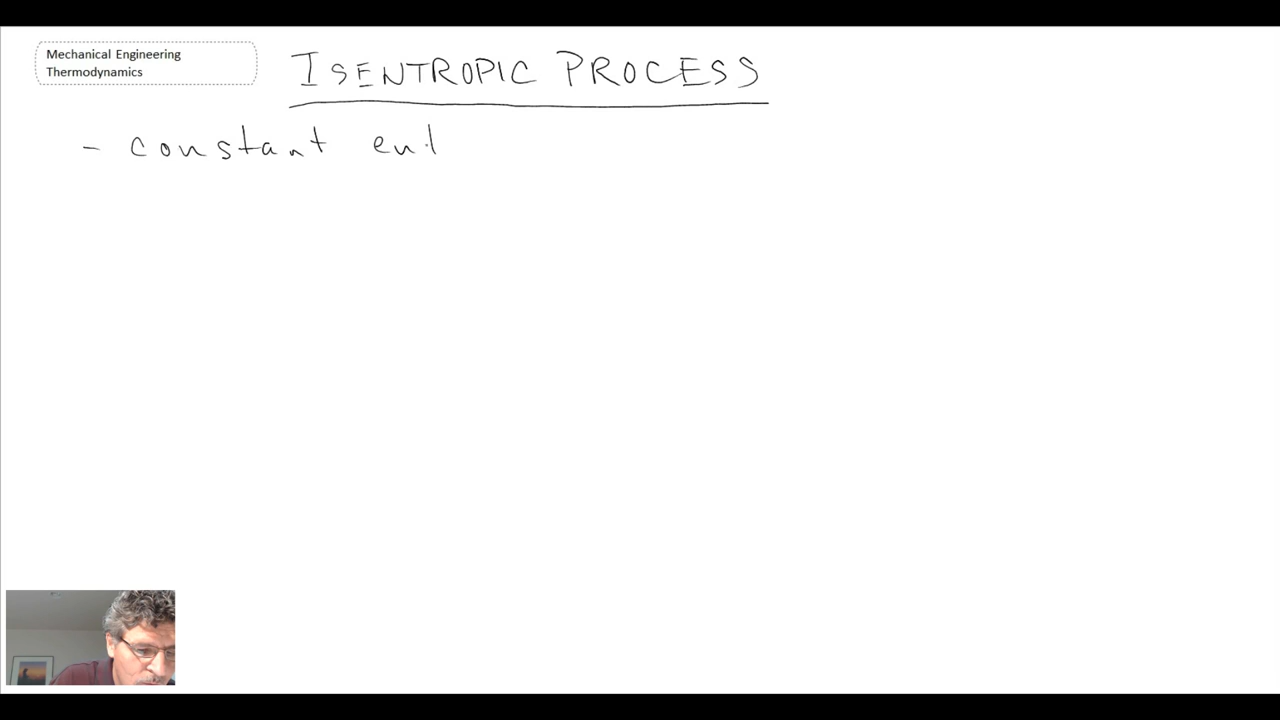 Mechanical Engineering
Thermodynamics
ISENTROPIC PROCESS
- constant